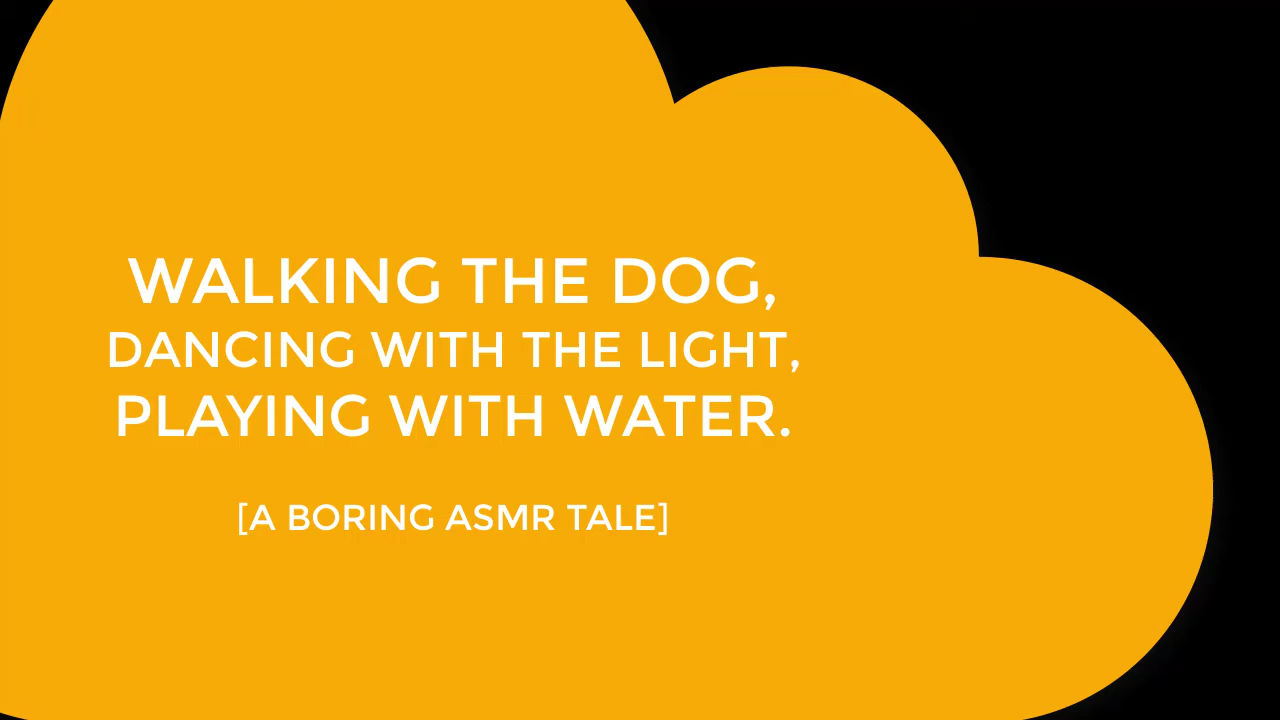 WALKING THE DOG,
DANCING WITH THE LIGHT,
PLAYING WITH WATER.
[A BORING ASMR TALE]